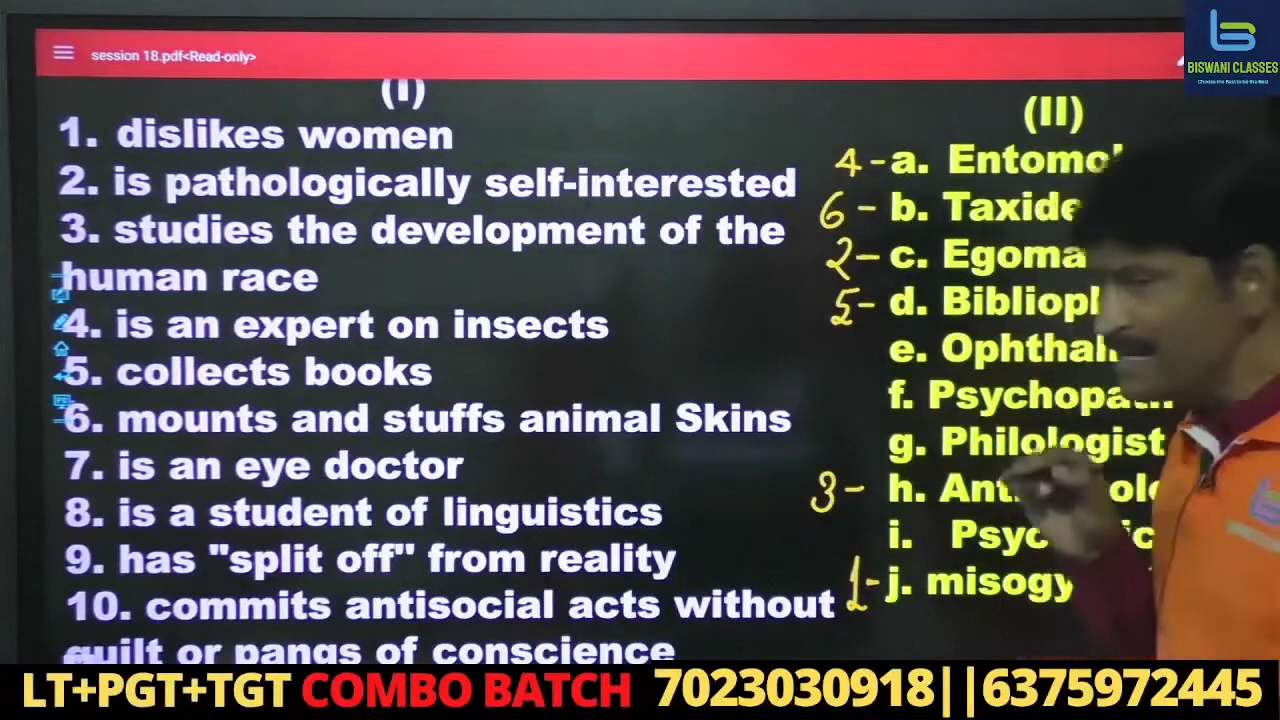 BISWANI CLASSES
session 18.pdf<Read-only>
(I)
1. dislikes women
2. is pathologically self-interested
3. studies the development of the
human race
4. is an expert on insects
5. collects books
6. mounts and stuffs animal Skins
7. is an eye doctor
8. is a student of linguistics
9. has "split off" from reality
10. commits antisocial acts without
guilt or pangs of conscience
(II)
4 - a. Entomol
6 - b. Taxide
2 - c. Egoma
5 - d. Bibliop
e. Ophthal
f. Psychopa
g. Philologist
3 - h. Ant
i. Psyc
1 - j. misogy
LT+PGT+TGT COMBO BATCH 7023030918||6375972445